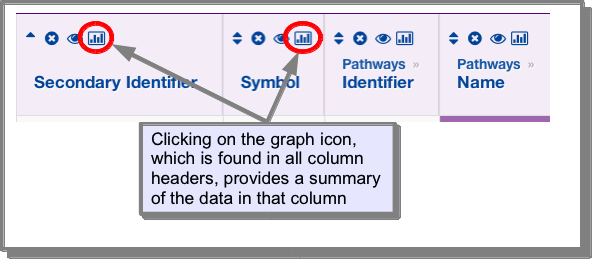 Pathways » Pathways »
Secondary Identifier Symbol Identifier Name
Clicking on the graph icon,
which is found in all column
headers, provides a summary
of the data in that column